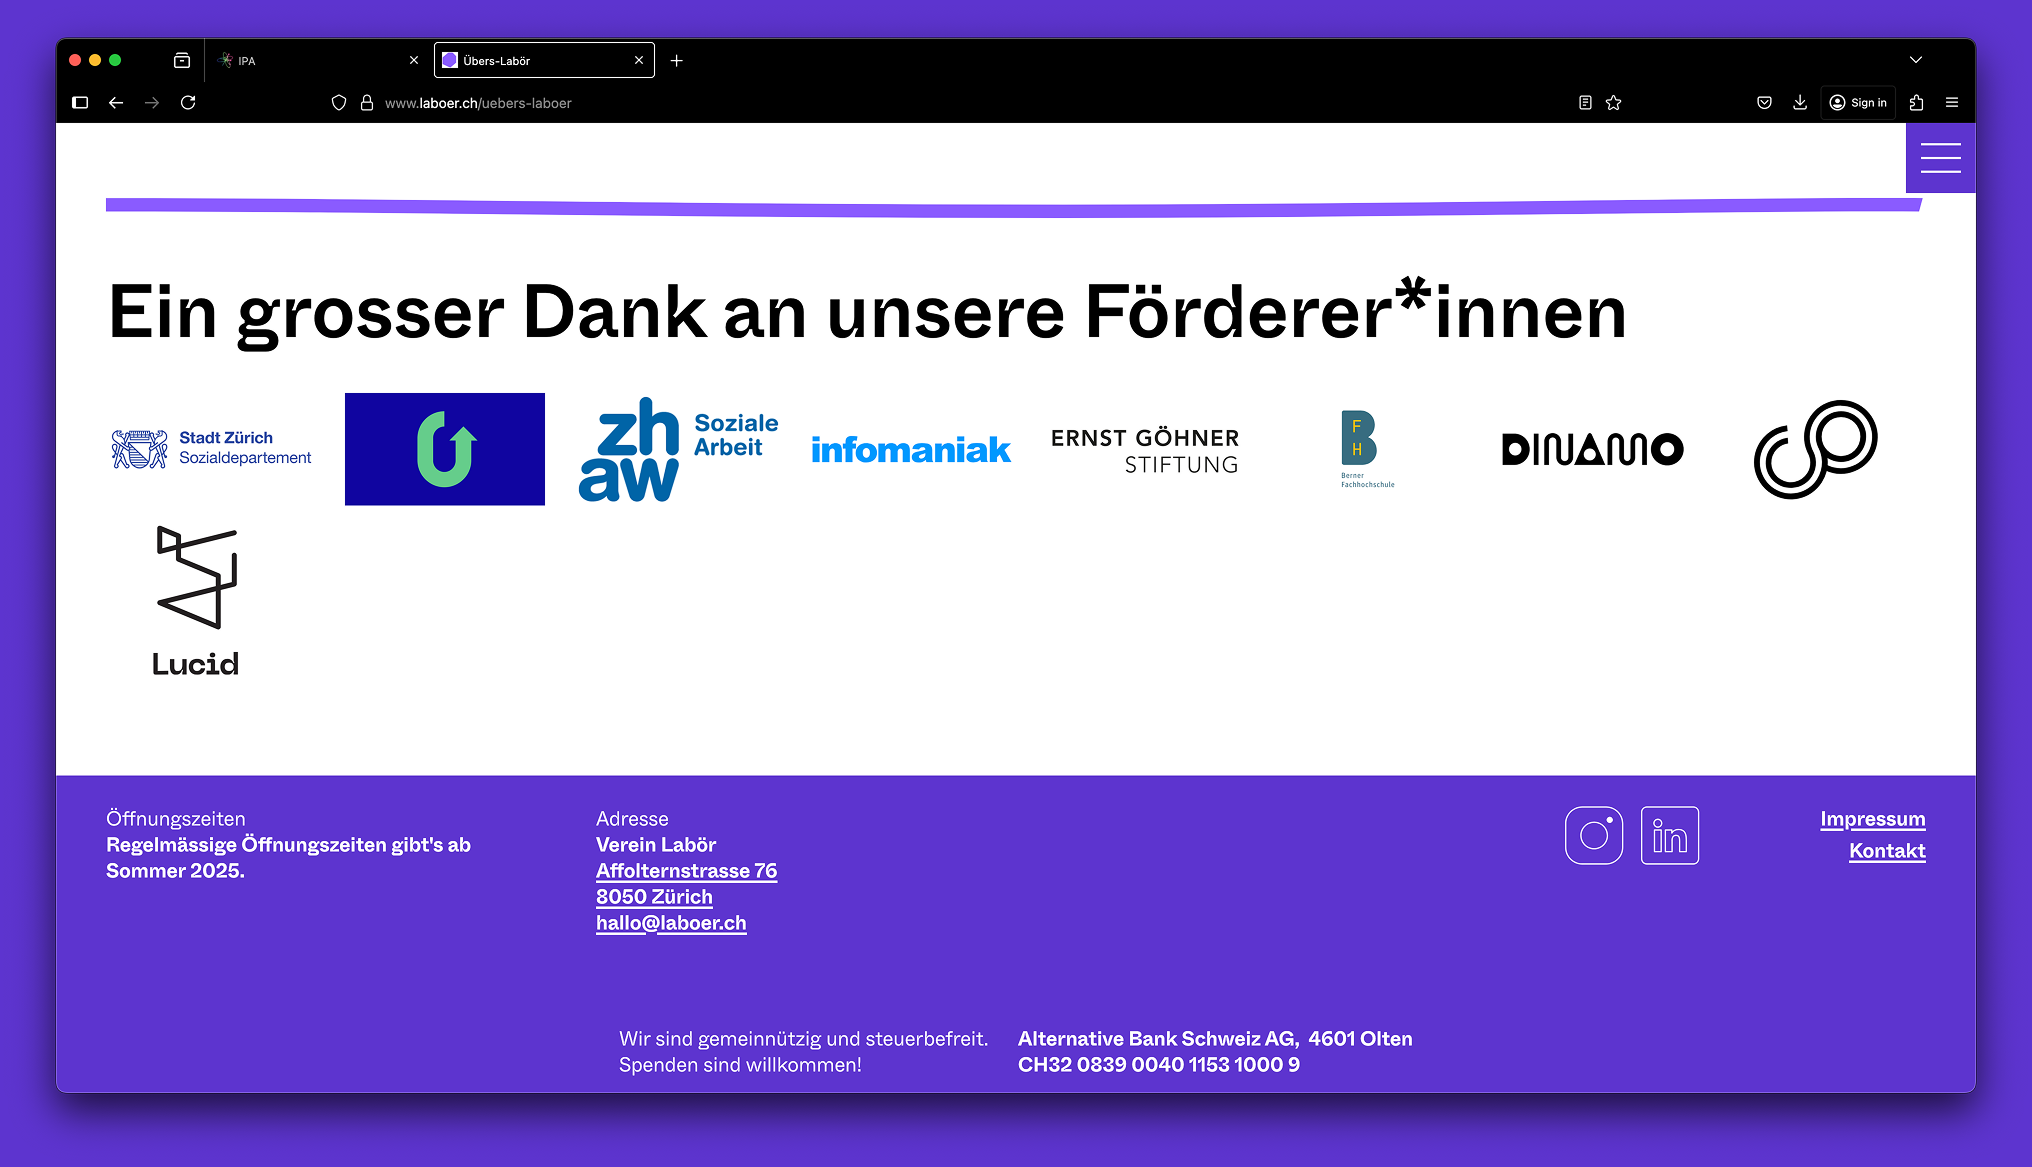 IPA
Übers-Labör
www.laboer.ch/uebers-laboer
Sign in
Ein grosser Dank an unsere Förderer*innen
Stadt Zürich
Sozialdepartement
zh
aw
Soziale
Arbeit
infomaniak
ERNST GÖHNER
STIFTUNG
B
F
H
Berner
Fachhochschule
DINAMO
Lucid
Öffnungszeiten
Regelmässige Öffnungszeiten gibt's ab
Sommer 2025.
Adresse
Verein Labör
Affolternstrasse 76
8050 Zürich
hallo@laboer.ch
in
Impressum
Kontakt
Wir sind gemeinnützig und steuerbefreit.
Spenden sind willkommen!
Alternative Bank Schweiz AG,  4601 Olten
CH32 0839 0040 1153 1000 9